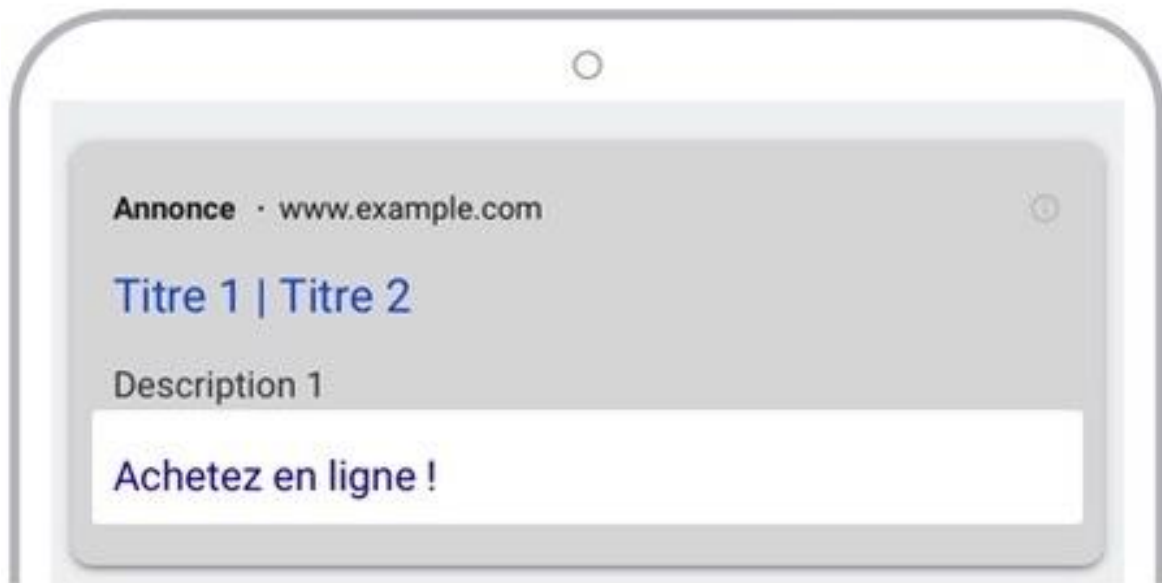 Annonce · www.example.com
Titre 1 | Titre 2
Description 1
Achetez en ligne !